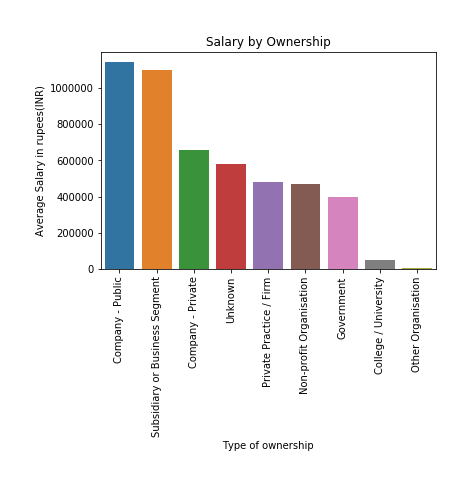 Salary by Ownership
Average Salary in rupees(INR)
1000000
800000
600000
400000
200000
0
Company - Public
Subsidiary or Business Segment
Company - Private
Unknown
Private Practice / Firm
Non-profit Organisation
Government
College / University
Other Organisation
Type of ownership